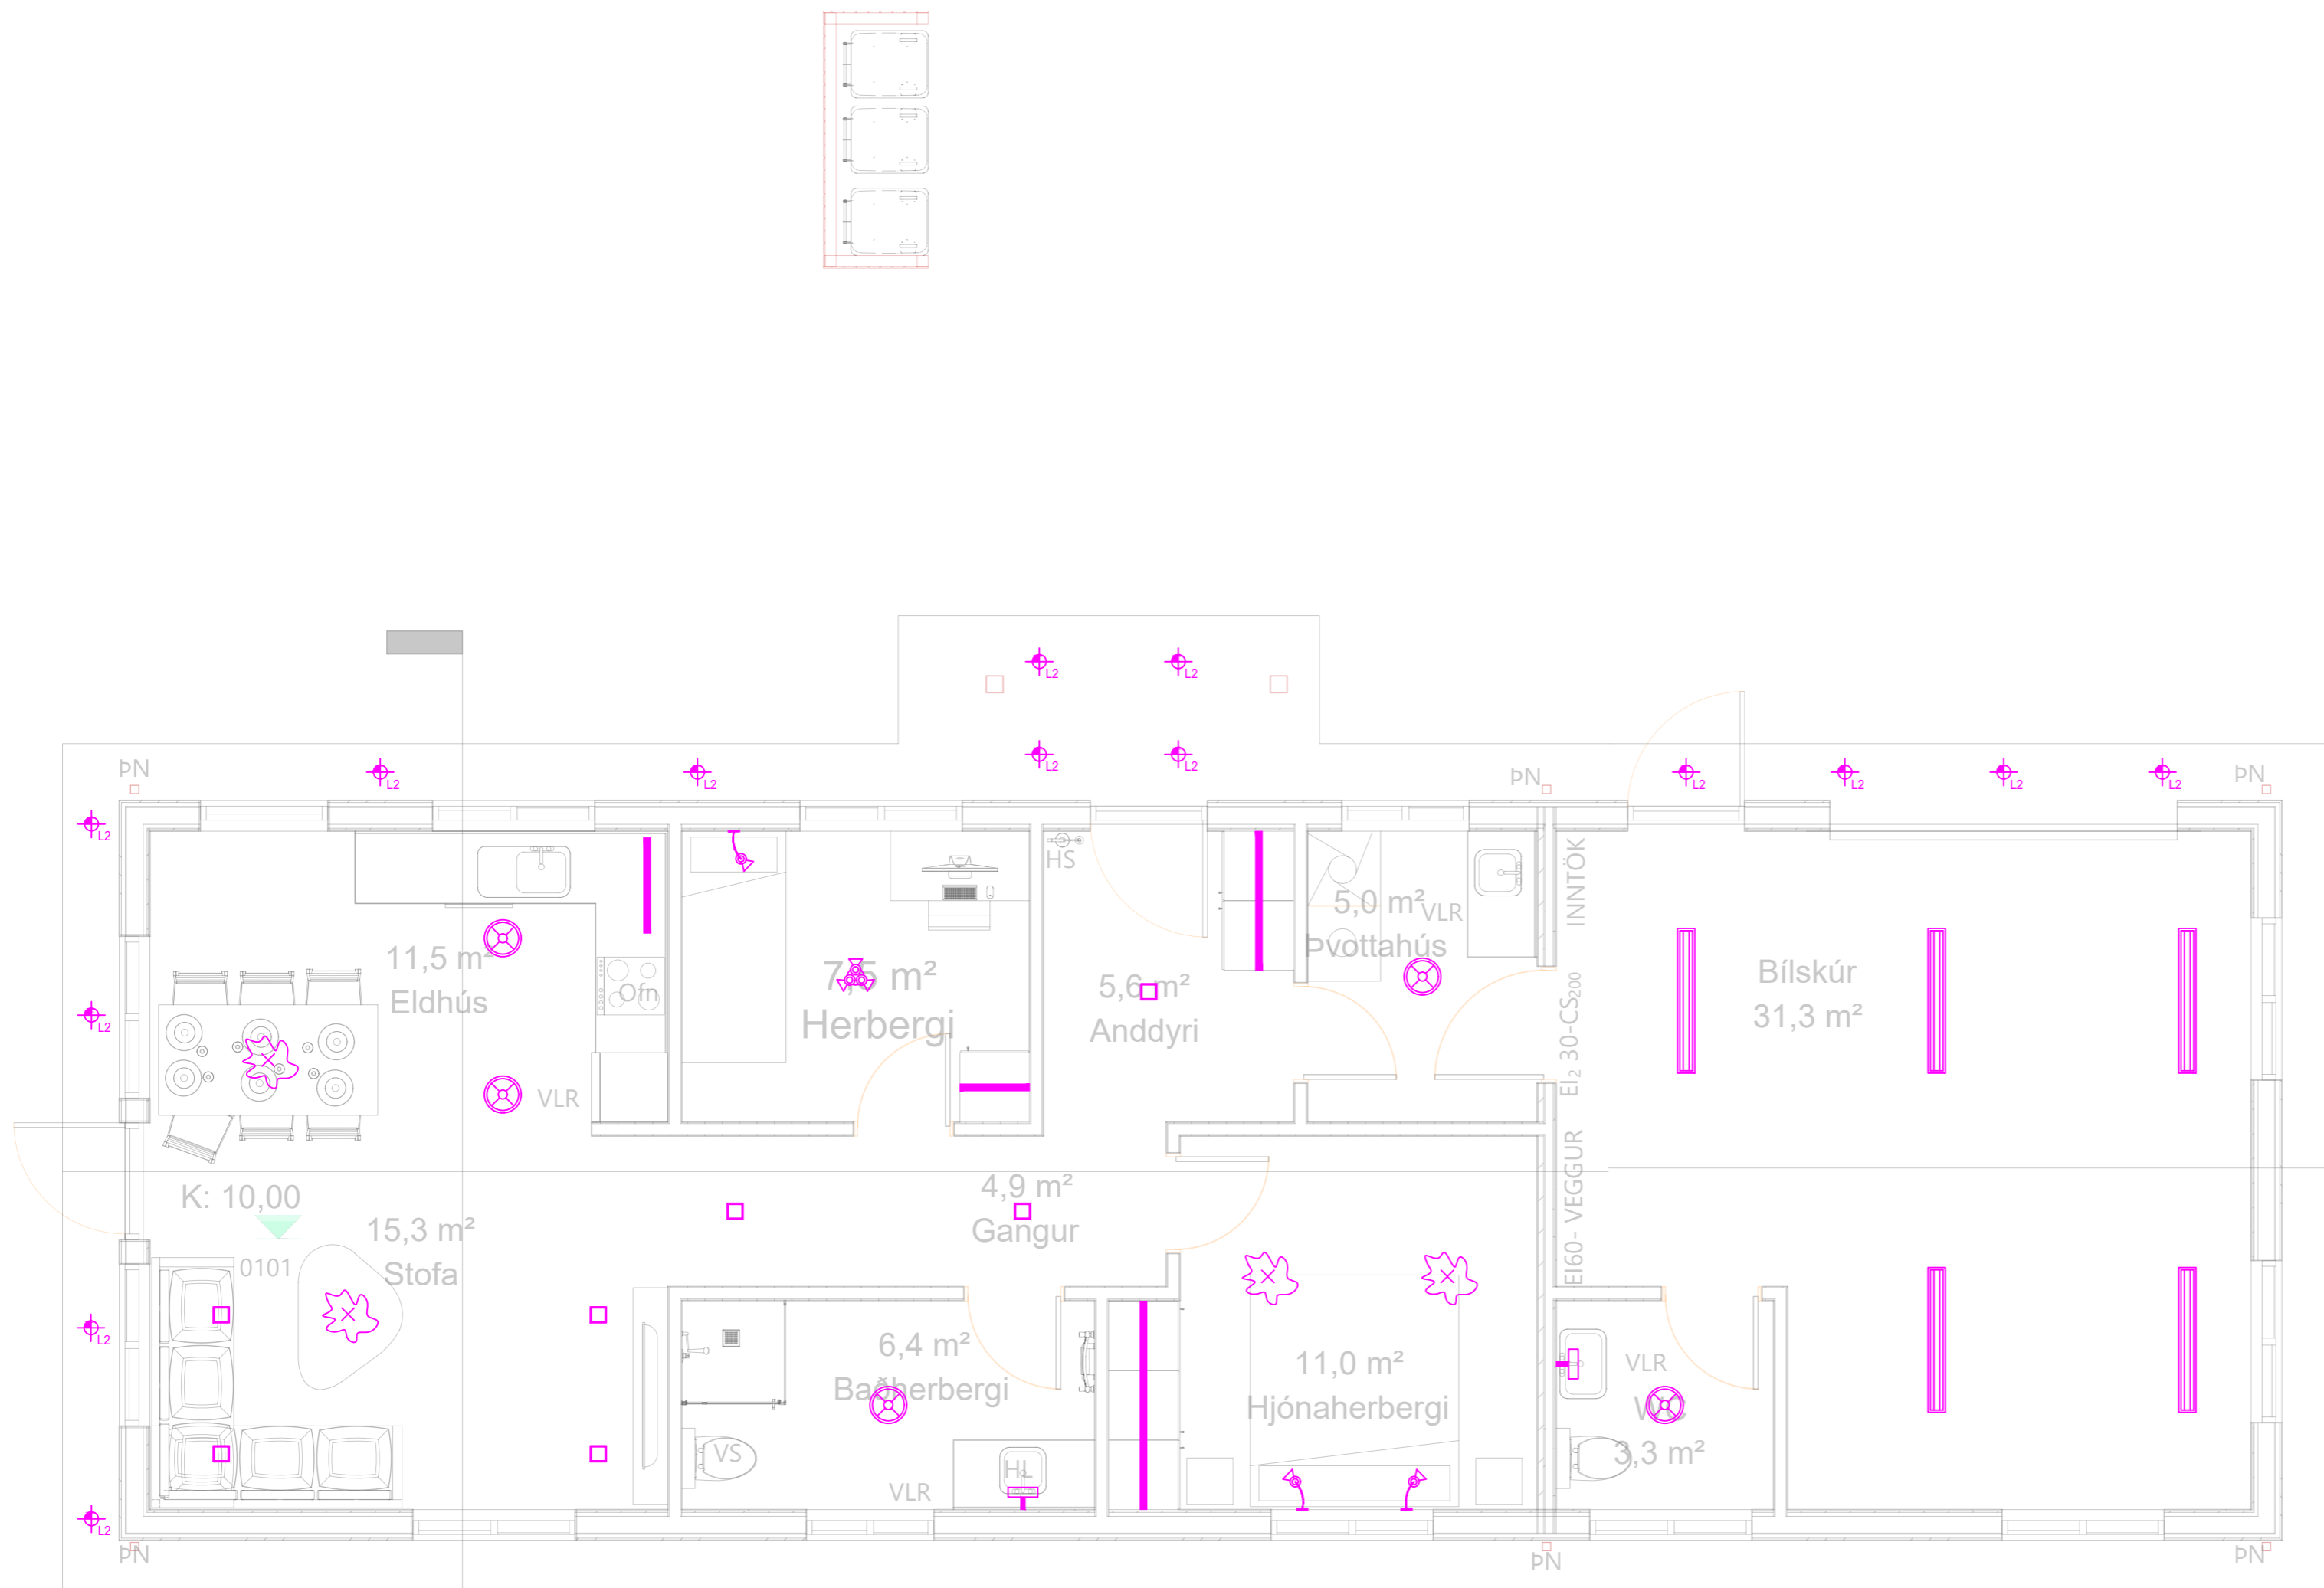 L2
L2
L2
L2
ÞN
L2
L2
ÞN
L2
L2
L2
L2
ÞN
L2
HS
INNTÖK
5,0 m²
VLR
Þvottahús
11,5 m²
Eldhús
7,5 m²
Herbergi
5,6 m²
Anddyri
Ofn
Bílskúr
31,3 m²
EI₂ 30-CS₂₀₀
L2
VLR
EI60- VEGGUR
K: 10,00
4,9 m²
Gangur
15,3 m²
Stofa
0101
L2
6,4 m²
Baðherbergi
11,0 m²
Hjónaherbergi
VLR
WC
3,3 m²
VS
HL
VLR
L2
ÞN
ÞN
ÞN